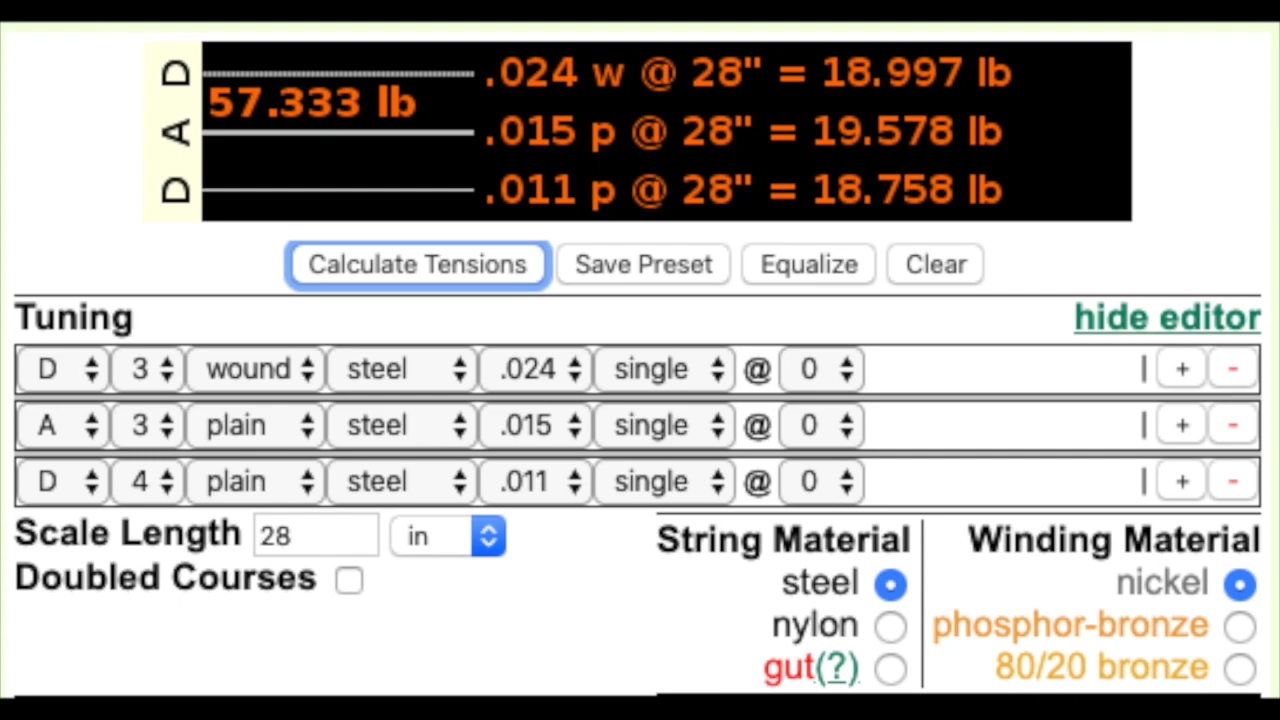 D .024 w @ 28" = 18.997 lb
57.333 lb
A .015 p @ 28" = 19.578 lb
D .011 p @ 28" = 18.758 lb
Calculate Tensions Save Preset Equalize Clear
Tuning hide editor
D 3 wound steel .024 single @ 0 | + -
A 3 plain steel .015 single @ 0 | + -
D 4 plain steel .011 single @ 0 | + -
Scale Length 28 in
Doubled Courses
String Material
steel
nylon
gut(?)
Winding Material
nickel
phosphor-bronze
80/20 bronze